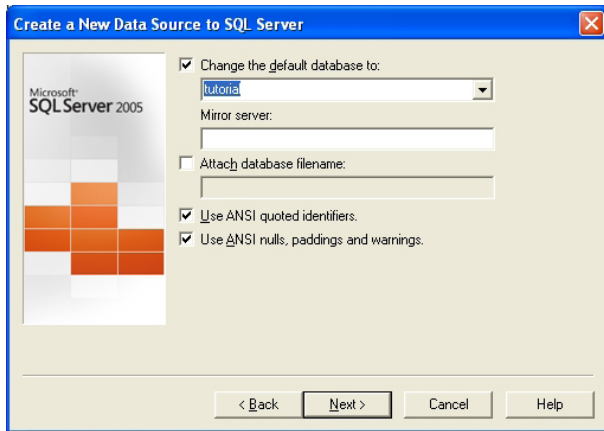 Create a New Data Source to SQL Server
Microsoft®
SQL Server 2005
Change the default database to:
tutorial
Mirror server:
Attach database filename:
Use ANSI quoted identifiers.
Use ANSI nulls, paddings and warnings.
< Back
Next >
Cancel
Help